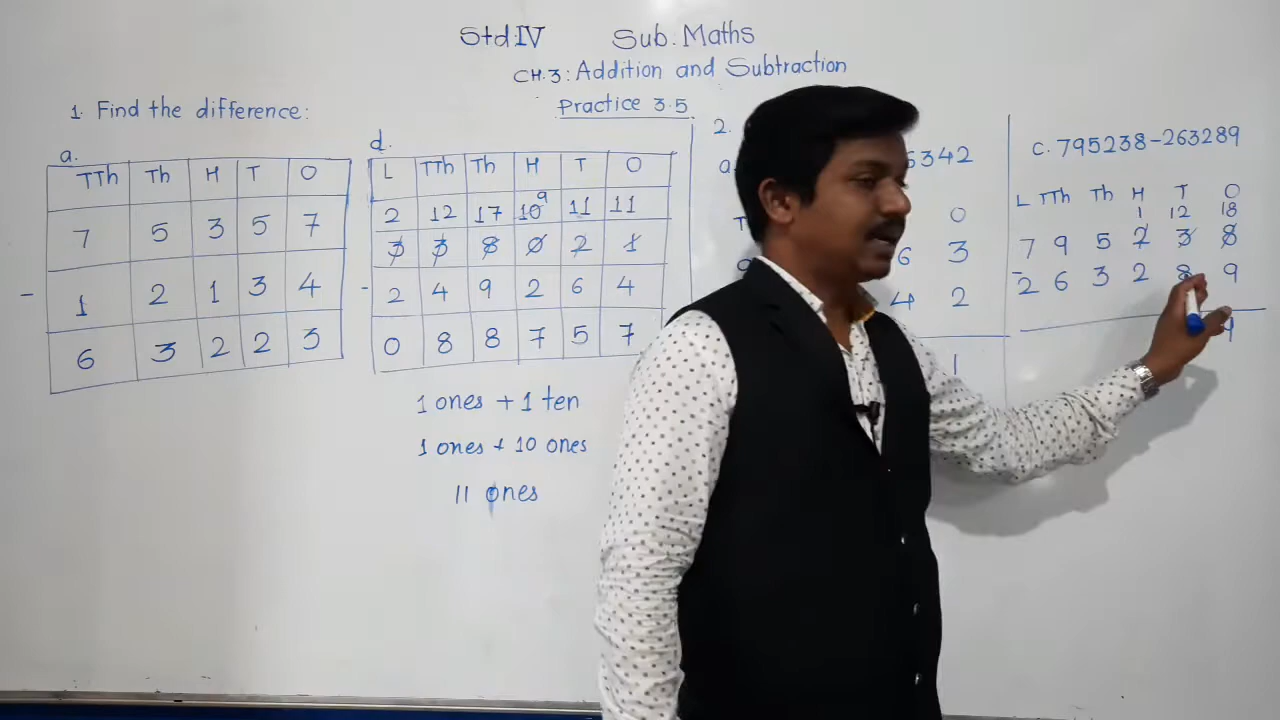 Std IV Sub: Maths
CH.3: Addition and Subtraction
Practice 3.5
1. Find the difference:
a.
TTh Th H T O
7 5 3 5 7
- 1 2 1 3 4
6 3 2 2 3
d.
L TTh Th H T O
2 12 17 10 9 11 11
3 3 8 0 2 1
- 2 4 9 2 6 4
0 8 8 7 5 7
1 ones + 1 ten
1 ones + 10 ones
11 ones
2.
a. 5342
O
6 3
4 2
1
C. 795238-263289
L TTh Th H T O
1 12 18
7 9 5 2 3 8
- 2 6 3 2 8 9
9